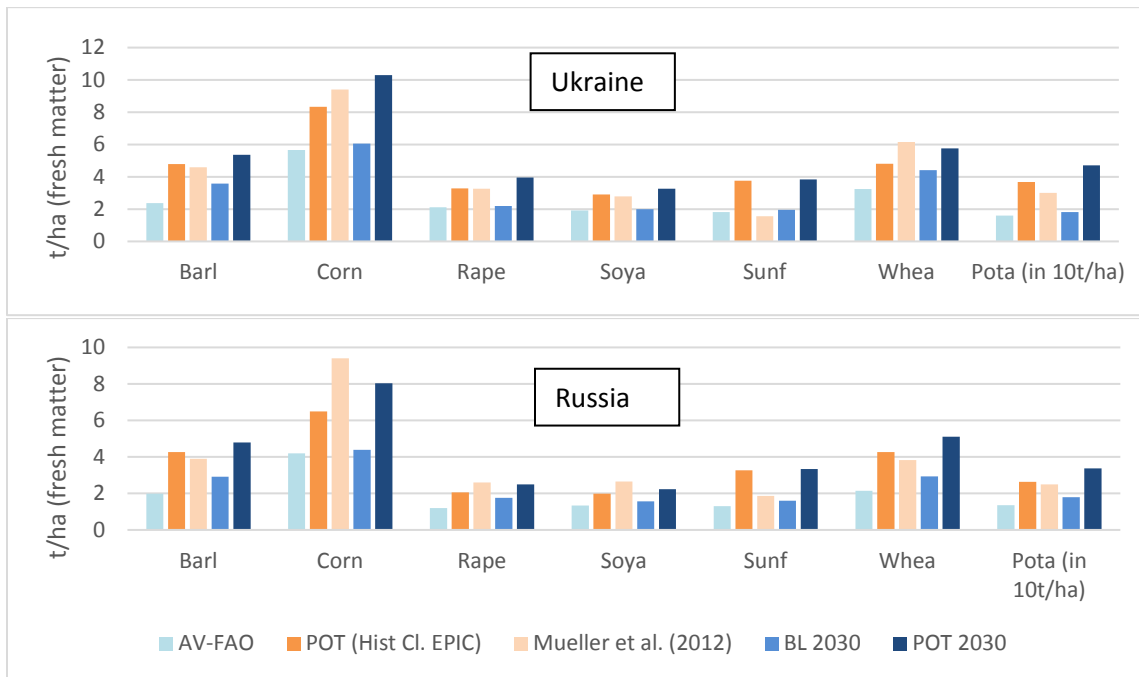 12
10
8
6
4
2
0
t/ha (fresh matter)
Ukraine
Barl Corn Rape Soya Sunf Whea Pota (in 10t/ha)
10
8
6
4
2
0
t/ha (fresh matter)
Russia
Barl Corn Rape Soya Sunf Whea Pota (in
10t/ha)
AV-FAO POT (Hist Cl. EPIC) Mueller et al. (2012) BL 2030 POT 2030